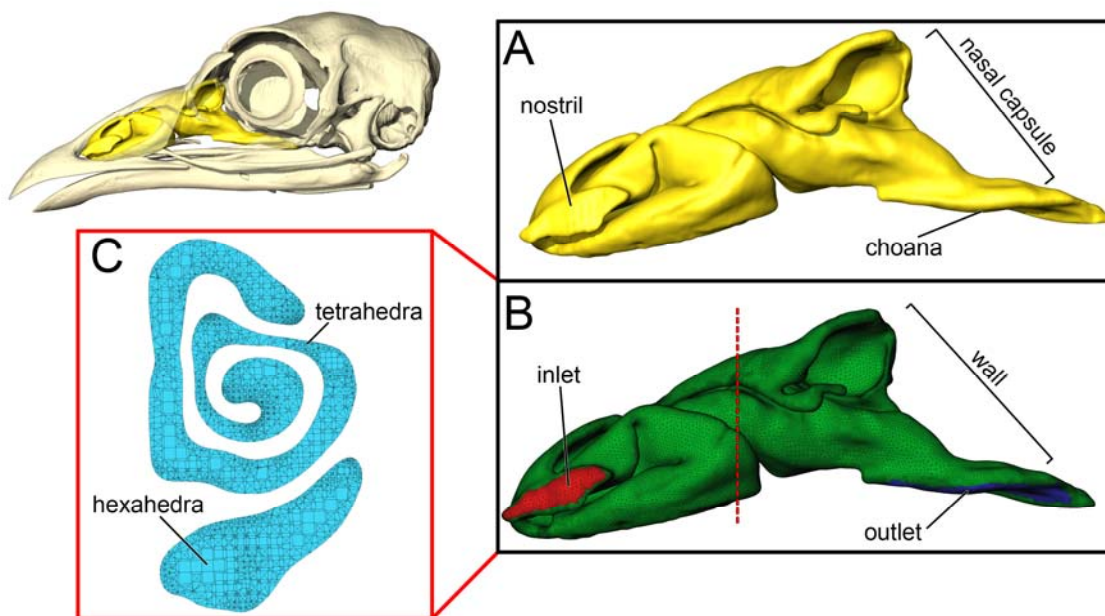 A
nostril
nasal capsule
choana
B
inlet
wall
outlet
C
tetrahedra
hexahedra